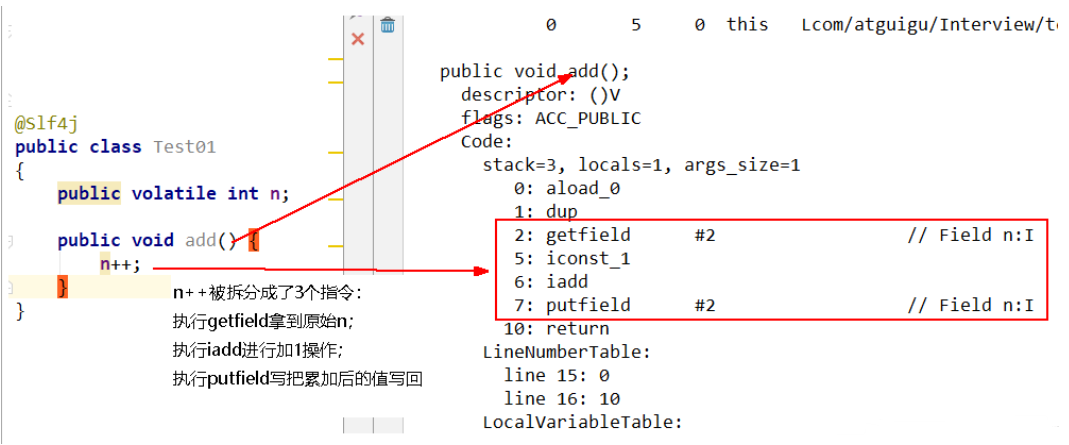 @Slf4j
public class Test01
{
public volatile int n;
public void add() {
n++;
}
}
n++被拆分成了3个指令:
执行getfield拿到原始n;
执行iadd进行加1操作;
执行putfield写把累加后的值写回
0 5 0 this Lcom/atguigu/Interview/t
public void add();
descriptor: ()V
flags: ACC_PUBLIC
Code:
stack=3, locals=1, args_size=1
0: aload_0
1: dup
2: getfield #2 // Field n:I
5: iconst_1
6: iadd
7: putfield #2 // Field n:I
10: return
LineNumberTable:
line 15: 0
line 16: 10
LocalVariableTable: